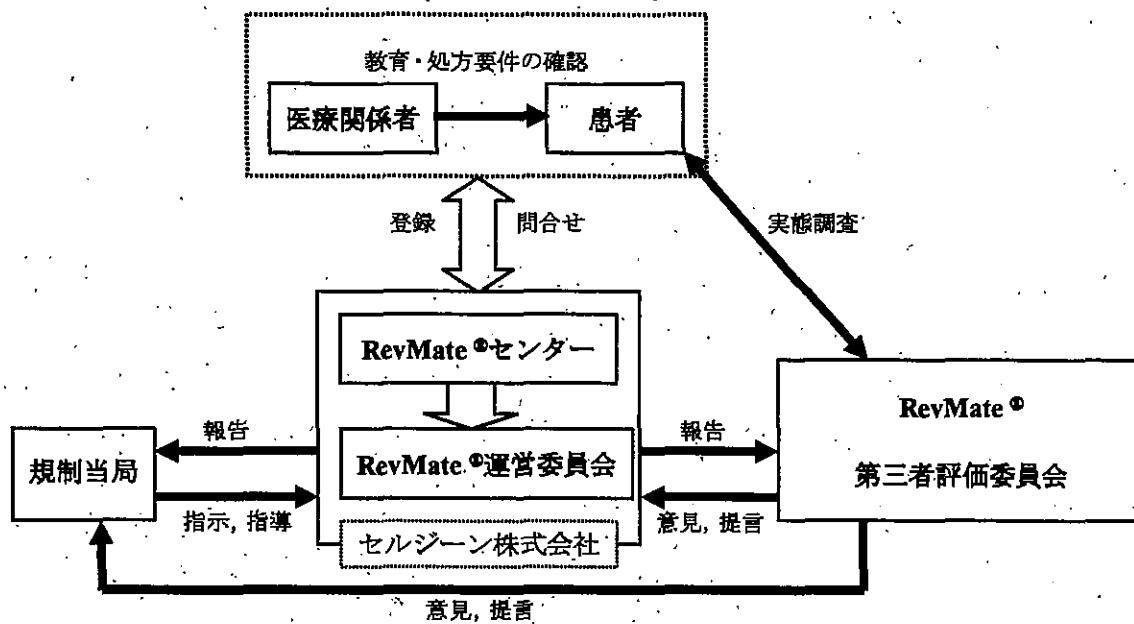 教育・処方要件の確認
医療関係者
患者
登録
問合せ
実態調査
RevMate®センター
RevMate®
報告
報告
規制当局
RevMate®運営委員会
第三者評価委員会
指示, 指導
意見, 提言
セルジーン株式会社
意見, 提言